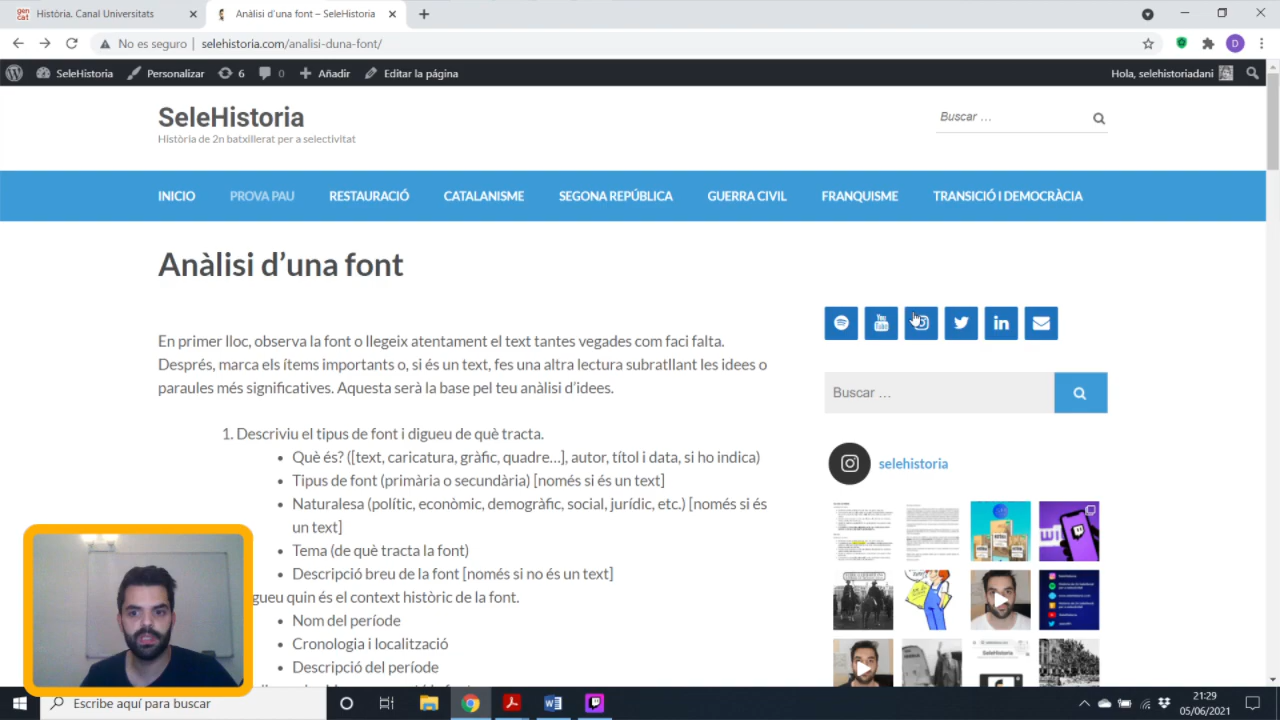 Història. Canal Universitats
Anàlisi d'una font – SeleHistoria
No es seguro
selehistoria.com/analisi-duna-font/
SeleHistoria
Personalizar
6
0
Añadir
Editar la página
Hola, selehistoriadani
SeleHistoria
Història de 2n batxillerat per a selectivitat
Buscar …
INICIO
PROVA PAU
RESTAURACIÓ
CATALANISME
SEGONA REPÚBLICA
GUERRA CIVIL
FRANQUISME
TRANSICIÓ I DEMOCRÀCIA
Anàlisi d'una font
En primer lloc, observa la font o llegeix atentament el text tantes vegades com faci falta.
Després, marca els ítems importants o, si és un text, fes una altra lectura subratllant les idees o
paraules més significatives. Aquesta serà la base pel teu anàlisi d'idees.
1. Descriviu el tipus de font i digueu de què tracta.
• Què és? ([text, caricatura, gràfic, quadre…], autor, títol i data, si ho indica)
• Tipus de font (primària o secundària) [només si és un text]
• Naturalesa (polític, econòmic, demogràfic, social, jurídic, etc.) [només si és
un text]
• Tema (de què tracta la font)
• Descripció breu de la font [només si no és un text]
gueu quin és el context històric de la font.
• Nom del període
• Cronologia i localització
• Descripció del període
Buscar …
selehistoria
Escribe aquí para buscar
21:29
05/06/2021